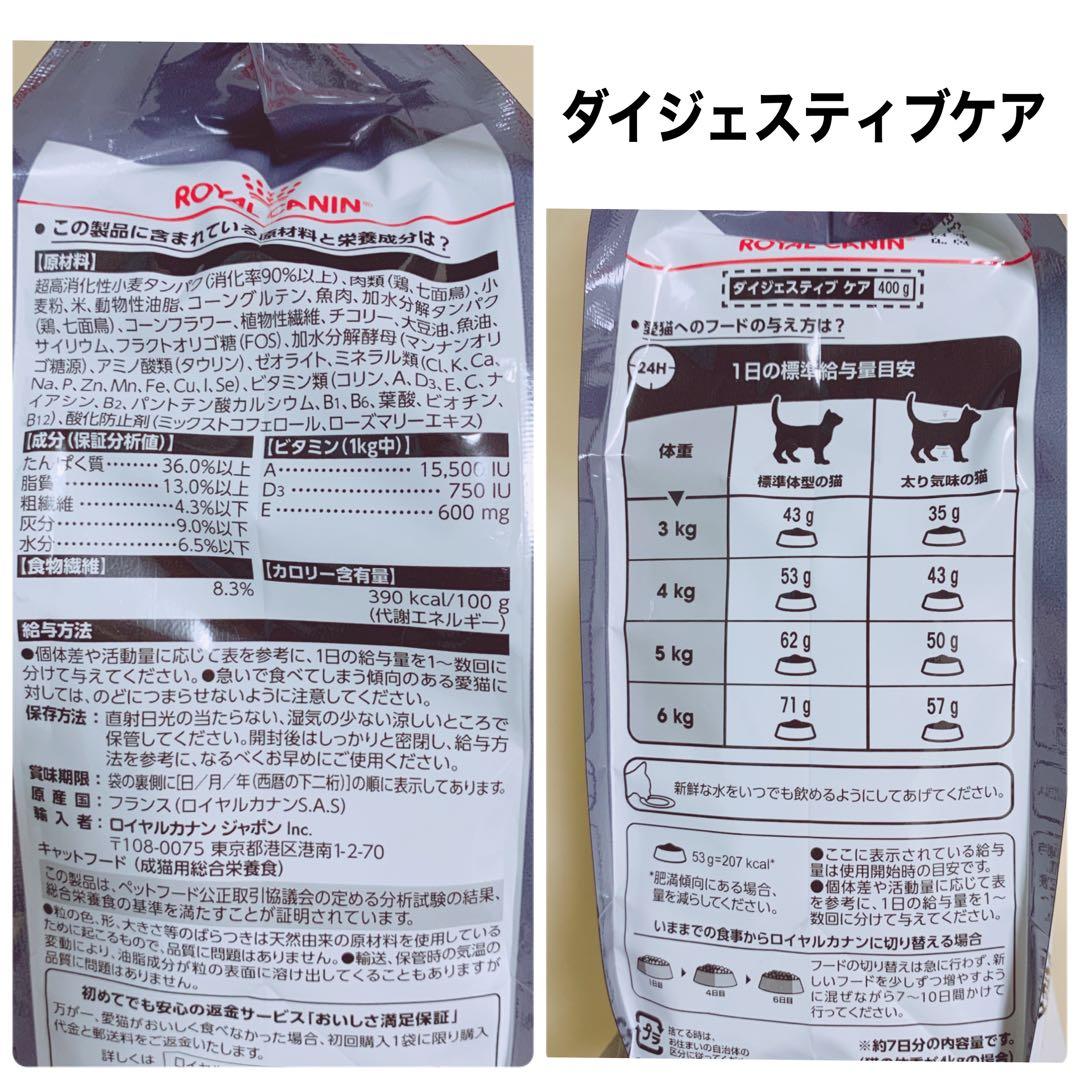 ダイジェスティブケア
ROYAL CANIN
●この製品に含まれている原材料と栄養成分は?
【原材料】
超高消化性小麦タンパク(消化率90%以上)、肉類(鶏、七面鳥)、小
麦粉、米、動物性油脂、コーングルテン、魚肉、加水分解タンパク
(鶏、七面鳥)、コーンフラワー、植物性繊維、チコリー、大豆油、魚油、
サイリウム、フラクトオリゴ糖(FOS)、加水分解酵母(マンナンオリ
ゴ糖源)、アミノ酸類(タウリン)、ゼオライト、ミネラル類(Cl、K、Ca、
Na、P、Zn、Mn、Fe、Cu、I、Se)、ビタミン類(コリン、A、D3、E、C、ナ
イアシン、B2、パントテン酸カルシウム、B1、B6、葉酸、ビオチン、
B12)、酸化防止剤(ミックストコフェロール、ローズマリーエキス)
【成分(保証分析値)】
たんぱく質………36.0%以上
脂質………13.0%以上
粗繊維………4.3%以下
灰分………9.0%以下
水分………6.5%以下
【ビタミン(1kg中)】
A………15,500 IU
D3………750 IU
E………600 mg
【食物繊維】
8.3%
【カロリー含有量】
390 kcal/100 g
(代謝エネルギー)
給与方法
●個体差や活動量に応じて表を参考に、1日の給与量を1~数回に
分けて与えてください。●急いで食べてしまう傾向のある愛猫に
対しては、のどにつまらせないように注意してください。
保存方法：直射日光の当たらない、湿気の少ない涼しいところで
保管してください。開封後はしっかりと密閉し、給与方
法を参考に、なるべくお早めにご使用ください。
賞味期限：袋の裏側に[日/月/年(西暦の下二桁)]の順に表示してあります。
原産国：フランス(ロイヤルカナンS.A.S)
輸入者：ロイヤルカナン ジャポン Inc.
〒108-0075 東京都港区港南1-2-70
キャットフード(成猫用総合栄養食)
この製品は、ペットフード公正取引協議会の定める分析試験の結果、
総合栄養食の基準を満たすことが証明されています。
●粒の色、形、大きさ等のばらつきは天然由来の原材料を使用している
ために起こるもので、品質に問題はありません。●輸送、保管時の気温の
変動により、油脂成分が粒の表面に溶け出してくることもありますが
品質に問題はありません。
初めてでも安心の返金サービス「おいしさ満足保証」
万が一、愛猫がおいしく食べなかった場合、初回購入1袋に限り購入
代金と郵送料をご返金いたします。
詳しくは ロイヤル
ROYAL CANIN
ダイジェスティブ ケア 400 g
●愛猫へのフードの与え方は?
24H
1日の標準給与量目安
体重
標準体型の猫
太り気味の猫
3 kg 43 g 35 g
4 kg 53 g 43 g
5 kg 62 g 50 g
6 kg 71 g 57 g
新鮮な水をいつでも飲めるようにしてあげてください。
53 g=207 kcal*
*肥満傾向にある場合、
量を減らしてください。
●ここに表示されている給与
量は使用開始時の目安です。
●個体差や活動量に応じて表
を参考に、1日の給与量を1~
数回に分けて与えてください。
いままでの食事からロイヤルカナンに切り替える場合
1日目 4日目 6日目
フードの切り替えは急に行わず、新
しいフードを少しずつ増やすよう
に混ぜながら7~10日間かけて
行ってください。
プラ
捨てる時は、
お住まいの自治体の
区分に従ってくだ
※約7日分の内容量です。
(猫の体重が4kgの場合)